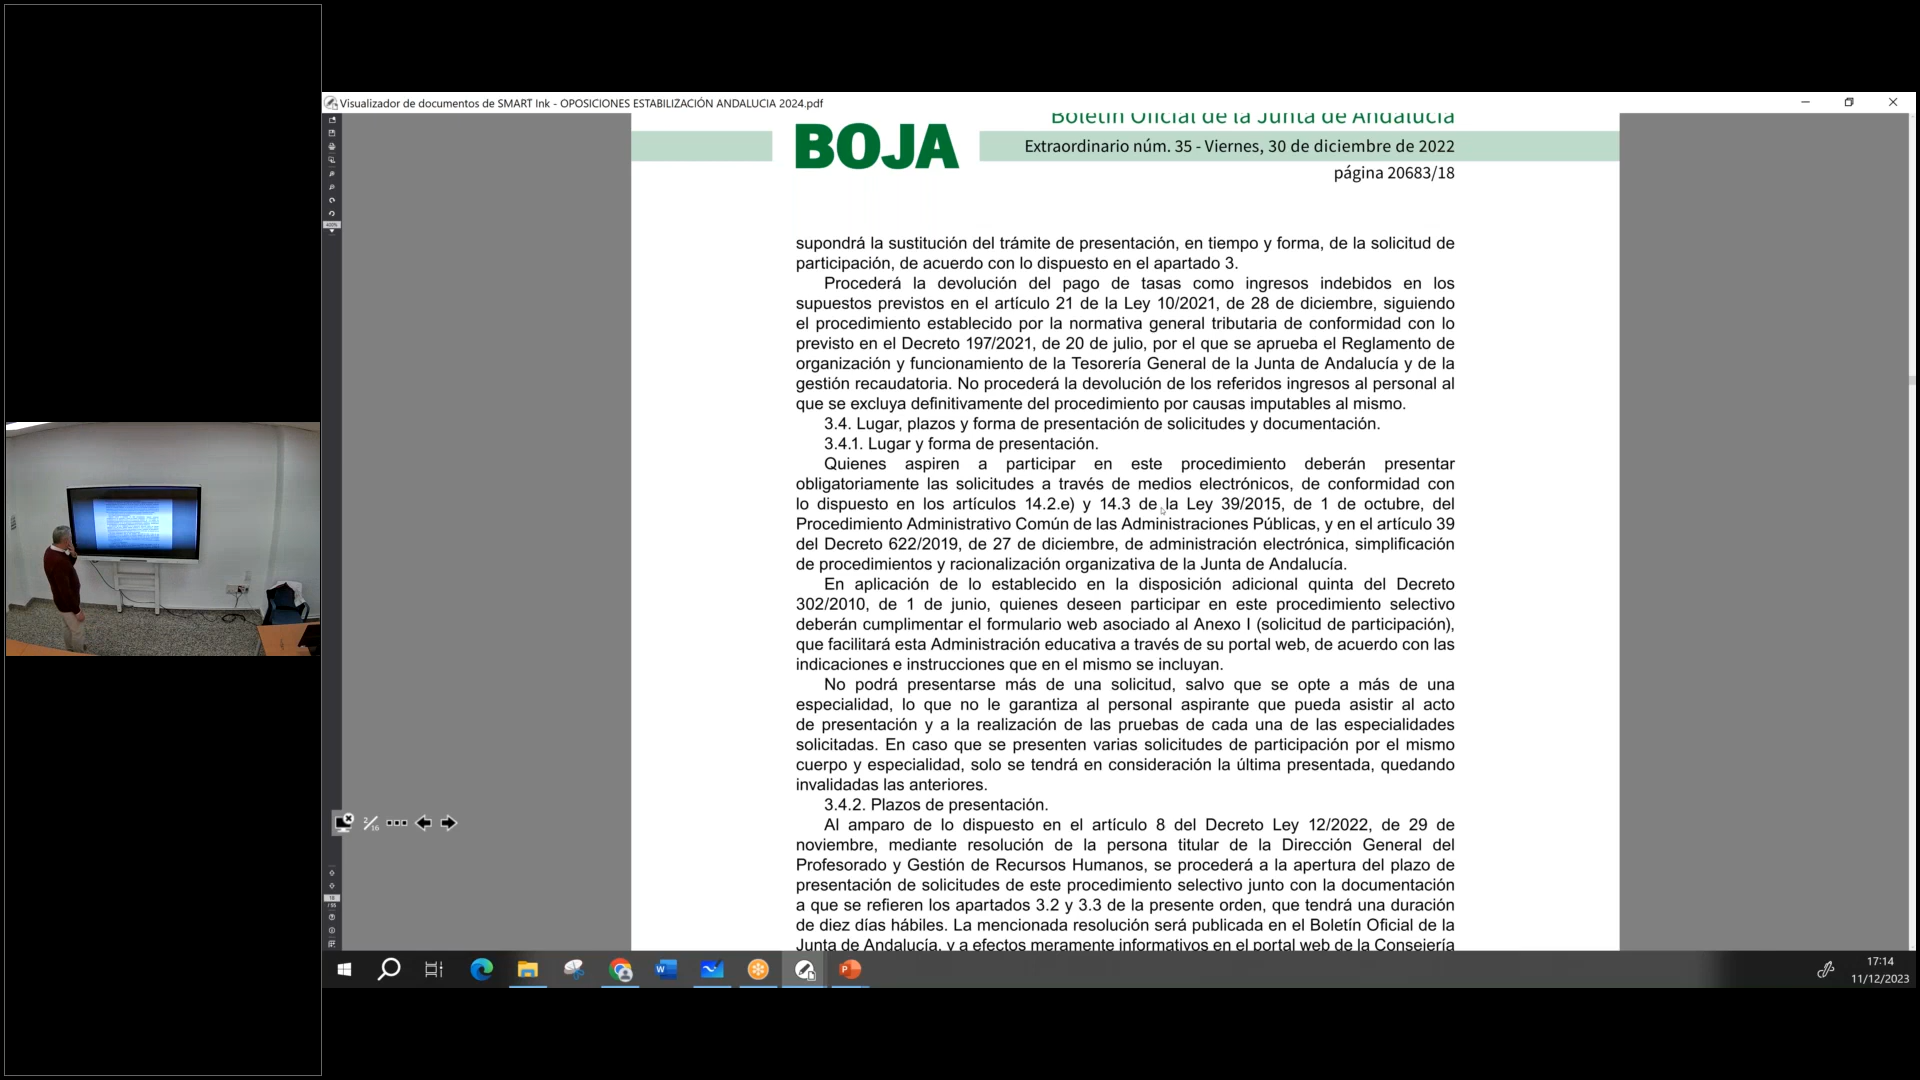 Visualizador de documentos de SMART Ink - OPOSICIONES ESTABILIZACIÓN ANDALUCIA 2024.pdf
Boletín Oficial de la Junta de Andalucía
BOJA
Extraordinario núm. 35 - Viernes, 30 de diciembre de 2022
página 20683/18
supondrá la sustitución del trámite de presentación, en tiempo y forma, de la solicitud de
participación, de acuerdo con lo dispuesto en el apartado 3.
Procederá la devolución del pago de tasas como ingresos indebidos en los
supuestos previstos en el artículo 21 de la Ley 10/2021, de 28 de diciembre, siguiendo
el procedimiento establecido por la normativa general tributaria de conformidad con lo
previsto en el Decreto 197/2021, de 20 de julio, por el que se aprueba el Reglamento de
organización y funcionamiento de la Tesorería General de la Junta de Andalucía y de la
gestión recaudatoria. No procederá la devolución de los referidos ingresos al personal al
que se excluya definitivamente del procedimiento por causas imputables al mismo.
3.4. Lugar, plazos y forma de presentación de solicitudes y documentación.
3.4.1. Lugar y forma de presentación.
Quienes aspiren a participar en este procedimiento deberán presentar
obligatoriamente las solicitudes a través de medios electrónicos, de conformidad con
lo dispuesto en los artículos 14.2.e) y 14.3 de la Ley 39/2015, de 1 de octubre, del
Procedimiento Administrativo Común de las Administraciones Públicas, y en el artículo 39
del Decreto 622/2019, de 27 de diciembre, de administración electrónica, simplificación
de procedimientos y racionalización organizativa de la Junta de Andalucía.
En aplicación de lo establecido en la disposición adicional quinta del Decreto
302/2010, de 1 de junio, quienes deseen participar en este procedimiento selectivo
deberán cumplimentar el formulario web asociado al Anexo I (solicitud de participación),
que facilitará esta Administración educativa a través de su portal web, de acuerdo con las
indicaciones e instrucciones que en el mismo se incluyan.
No podrá presentarse más de una solicitud, salvo que se opte a más de una
especialidad, lo que no le garantiza al personal aspirante que pueda asistir al acto
de presentación y a la realización de las pruebas de cada una de las especialidades
solicitadas. En caso que se presenten varias solicitudes de participación por el mismo
cuerpo y especialidad, solo se tendrá en consideración la última presentada, quedando
invalidadas las anteriores.
3.4.2. Plazos de presentación.
Al amparo de lo dispuesto en el artículo 8 del Decreto Ley 12/2022, de 29 de
noviembre, mediante resolución de la persona titular de la Dirección General del
Profesorado y Gestión de Recursos Humanos, se procederá a la apertura del plazo de
presentación de solicitudes de este procedimiento selectivo junto con la documentación
a que se refieren los apartados 3.2 y 3.3 de la presente orden, que tendrá una duración
de diez días hábiles. La mencionada resolución será publicada en el Boletín Oficial de la
Junta de Andalucía, y a efectos meramente informativos en el portal web de la Consejería
2/16
17:14
11/12/2023